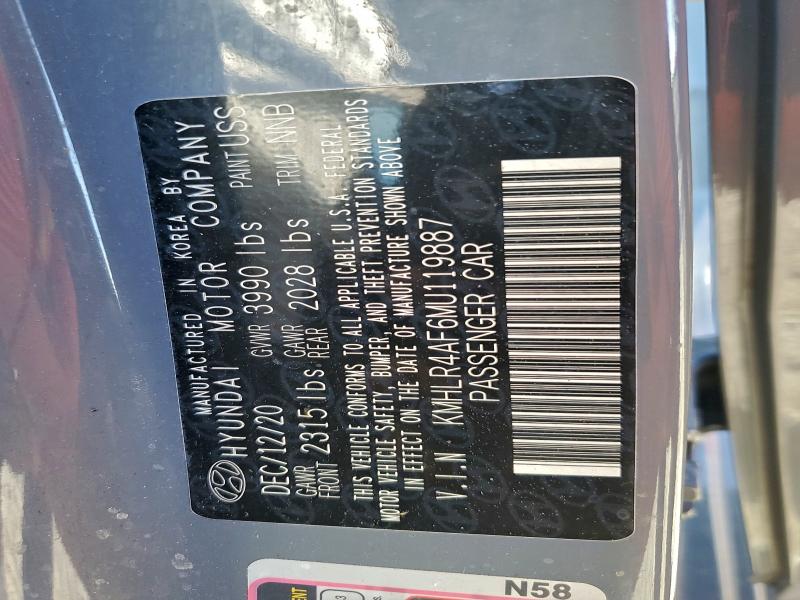 MANUFACTURED IN KOREA BY
HYUNDAI MOTOR COMPANY
DEC/12/20 GVWR 3990 lbs PAINT USS
GAWR FRONT 2315 lbs GAWR REAR 2028 lbs TRIM NNB
THIS VEHICLE CONFORMS TO ALL APPLICABLE U.S.A. FEDERAL
MOTOR VEHICLE SAFETY, BUMPER, AND THEFT PREVENTION STANDARDS
IN EFFECT ON THE DATE OF MANUFACTURE SHOWN ABOVE
V.I.N KMHLR4AF6MU119887
PASSENGER CAR
N58